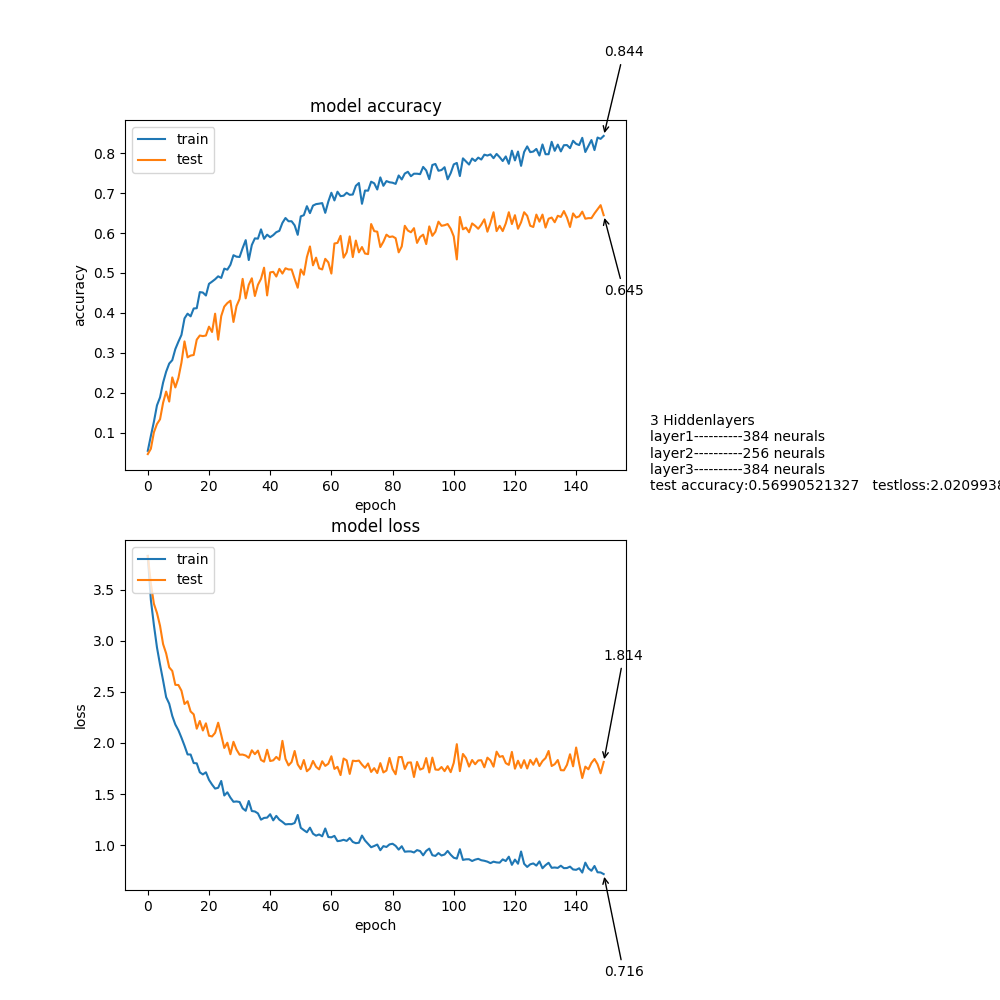 0.844
model accuracy
train
test
0.8
0.7
0.6
0.5
0.4
0.3
0.2
0.1
accuracy
0.645
0 20 40 60 80 100 120 140
epoch
3 Hiddenlayers
layer1----------384 neurals
layer2----------256 neurals
layer3----------384 neurals
test accuracy:0.56990521327 testloss:2.0209938
model loss
train
test
3.5
3.0
2.5
2.0
1.5
1.0
loss
1.814
0 20 40 60 80 100 120 140
epoch
0.716